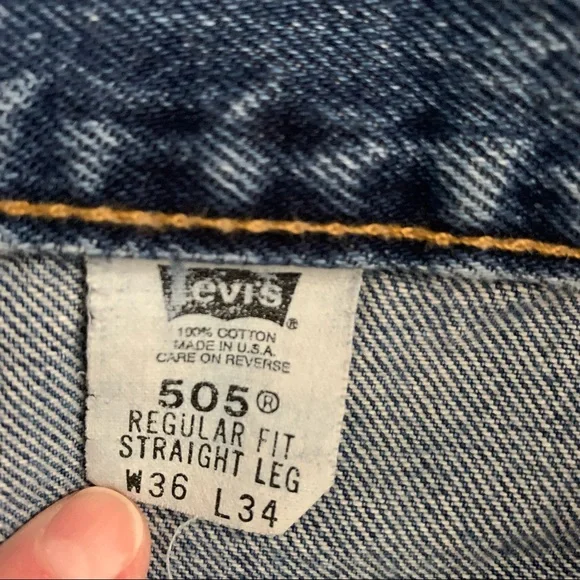 Levi's ®
100% COTTON
MADE IN U.S.A.
CARE ON REVERSE
505®
REGULAR FIT
STRAIGHT LEG
W36 L34